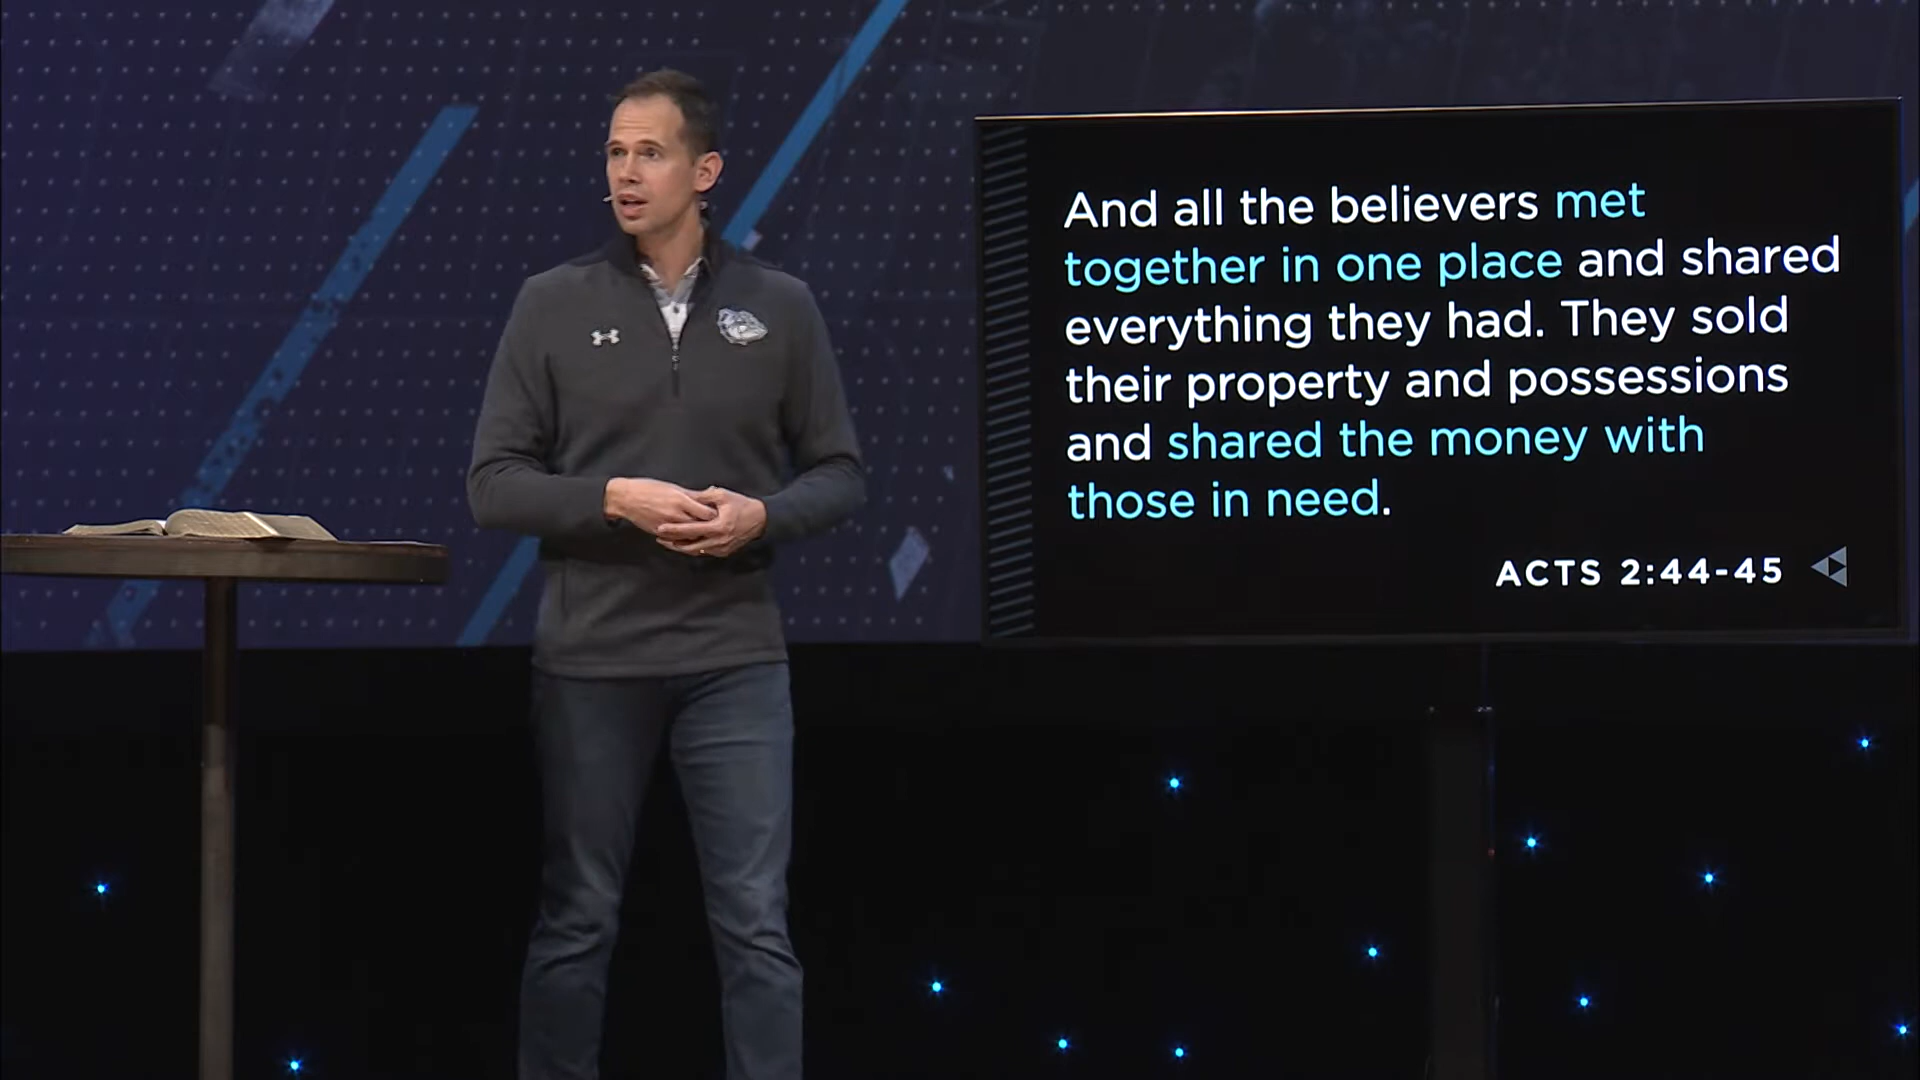 And all the believers met
together in one place and shared
everything they had. They sold
their property and possessions
and shared the money with
those in need.
ACTS 2:44-45